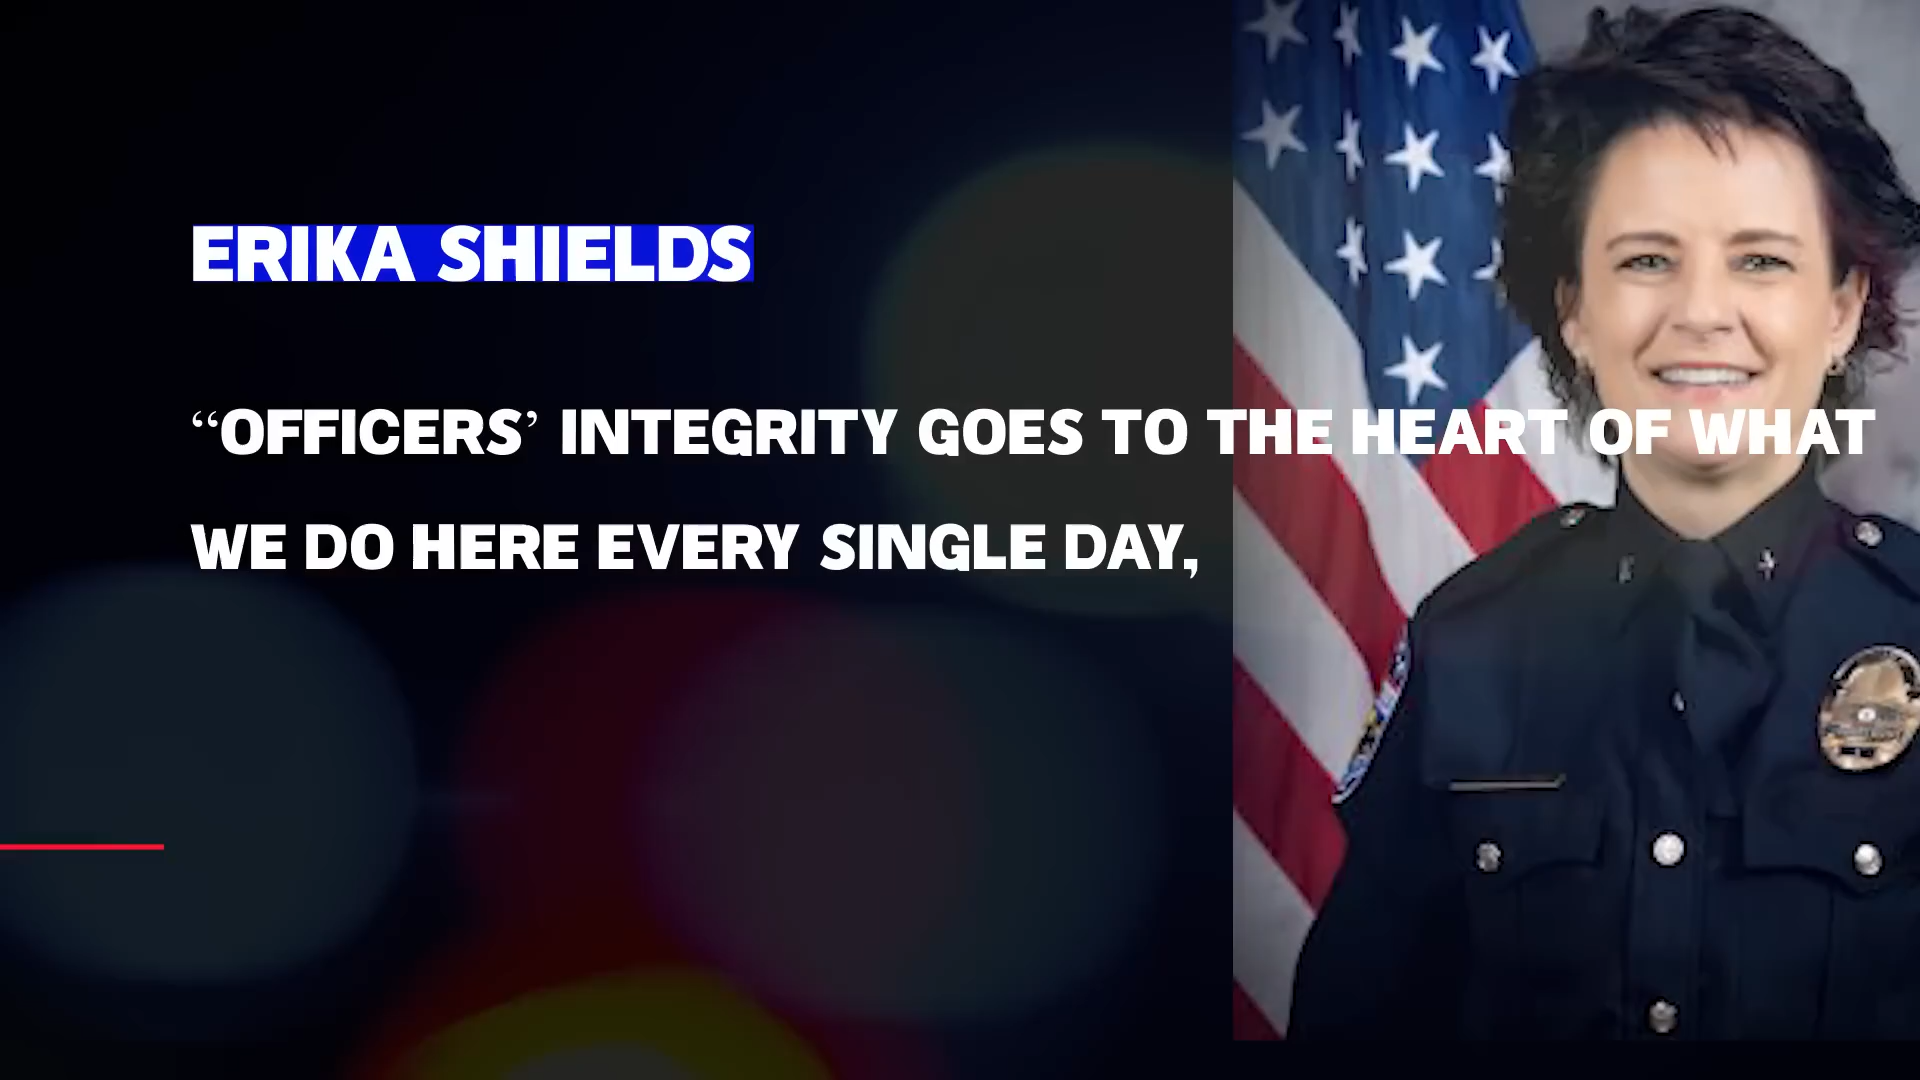 ERIKA SHIELDS
“OFFICERS’ INTEGRITY GOES TO THE HEART OF WHAT
WE DO HERE EVERY SINGLE DAY,